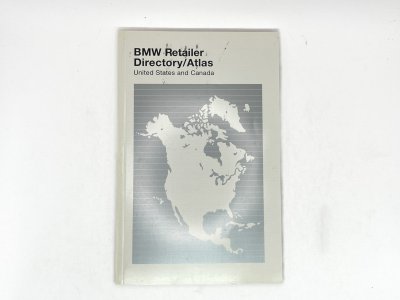 BMW Retailer
Directory/Atlas
United States and Canada